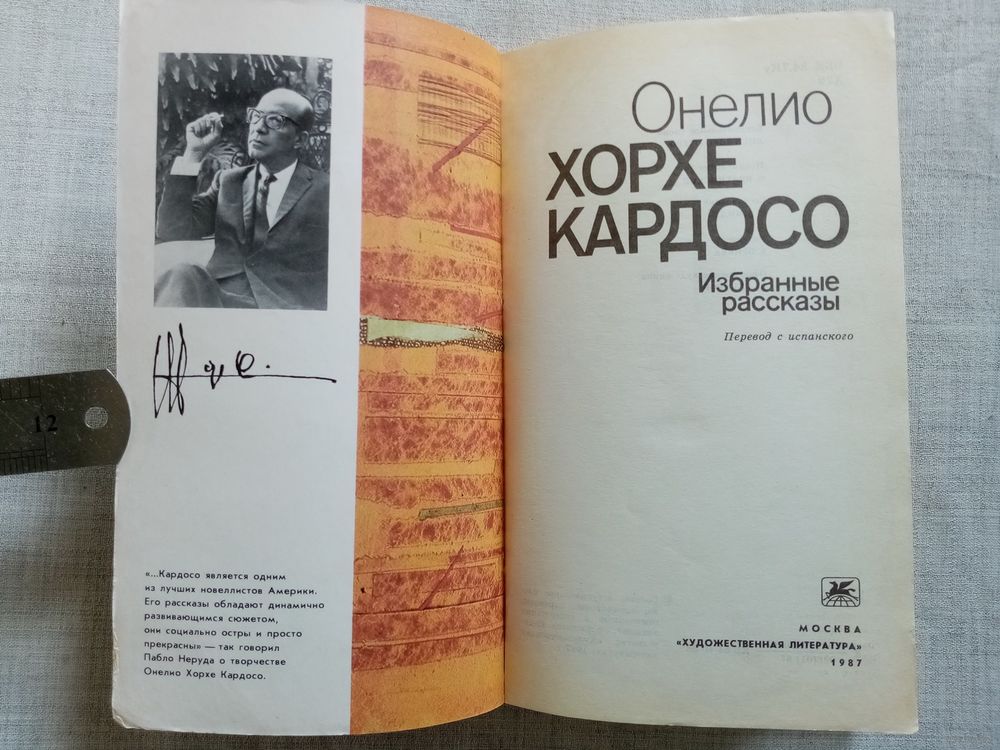 «...Кардосо является одним
из лучших новеллистов Америки.
Его рассказы обладают динамично
развивающимся сюжетом,
они социально остры и просто
прекрасны» — так говорил
Пабло Неруда о творчестве
Онелио Хорхе Кардосо.
12
Онелио
ХОРХЕ
КАРДОСО
Избранные
рассказы
Перевод с испанского
МОСКВА
«ХУДОЖЕСТВЕННАЯ ЛИТЕРАТУРА»
1987